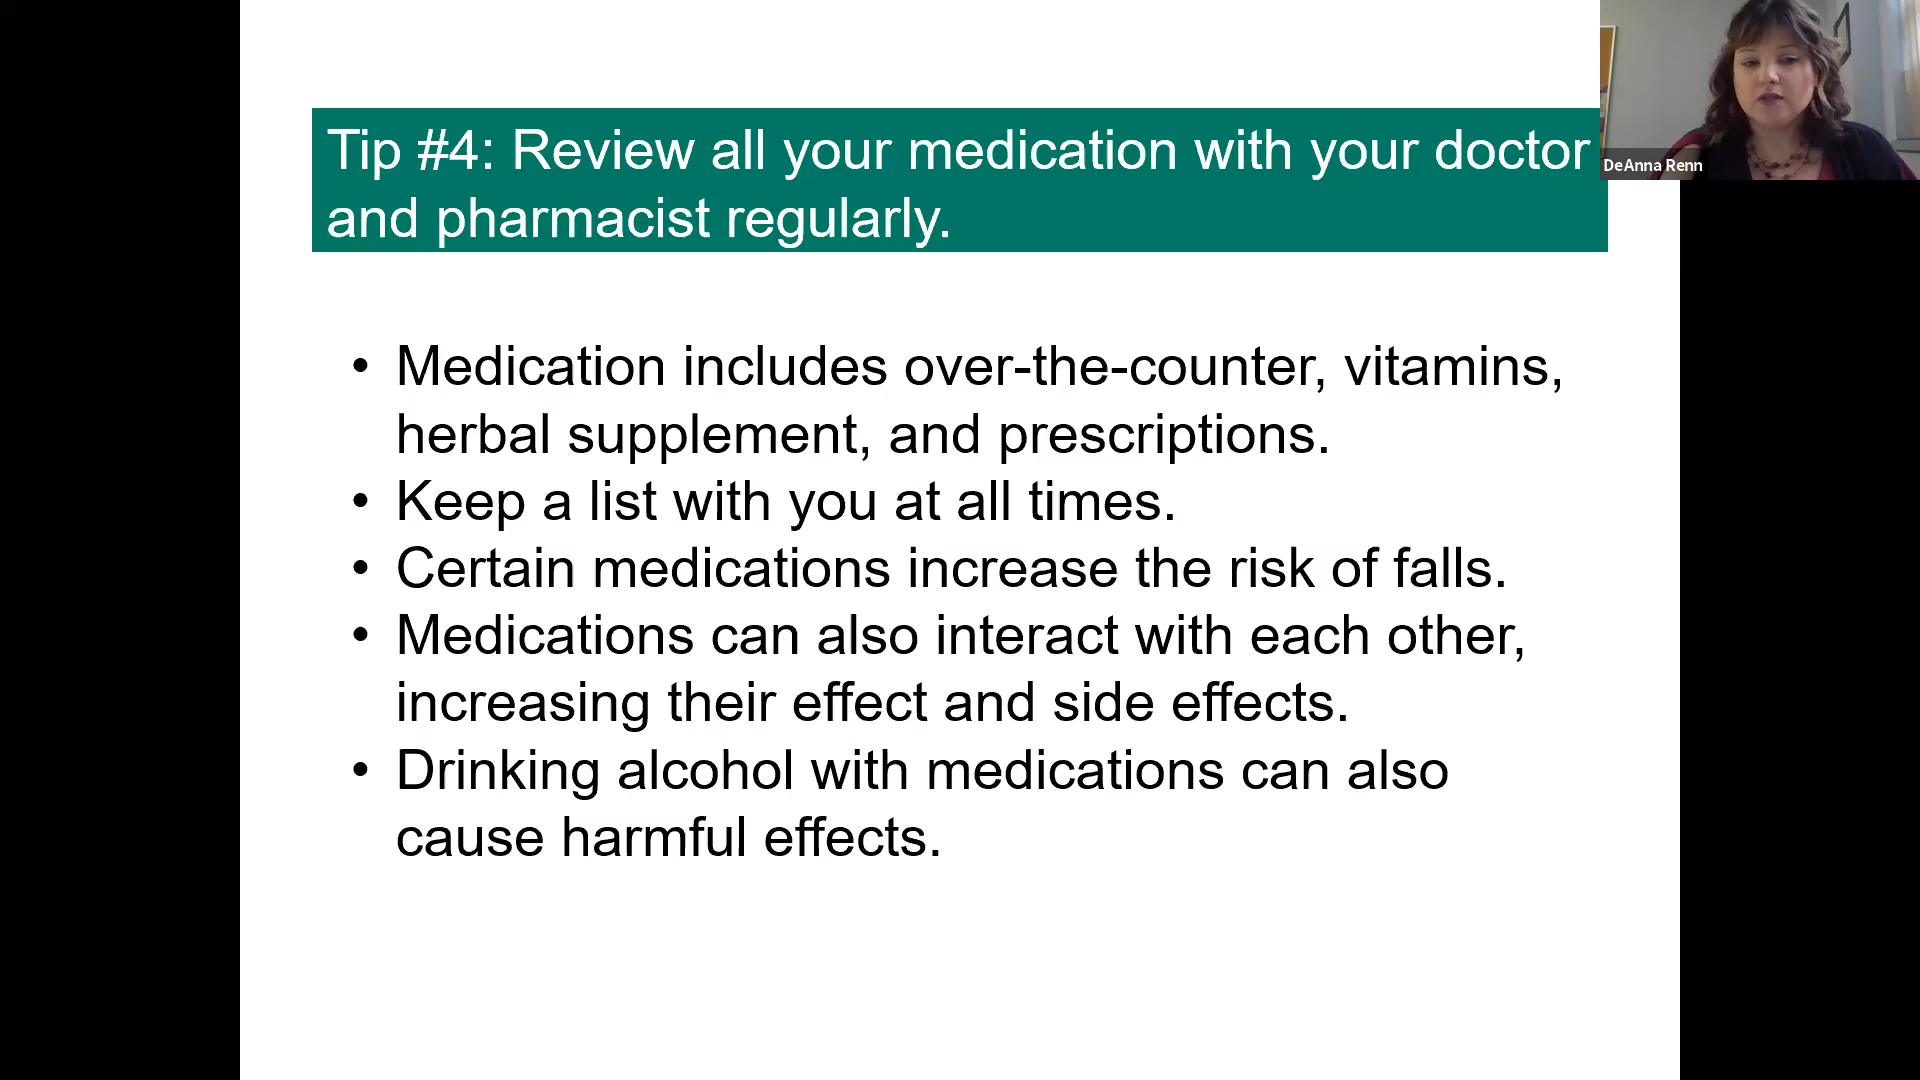 Tip #4: Review all your medication with your doctor
and pharmacist regularly.
DeAnna Renn
• Medication includes over-the-counter, vitamins,
herbal supplement, and prescriptions.
• Keep a list with you at all times.
• Certain medications increase the risk of falls.
• Medications can also interact with each other,
increasing their effect and side effects.
• Drinking alcohol with medications can also
cause harmful effects.